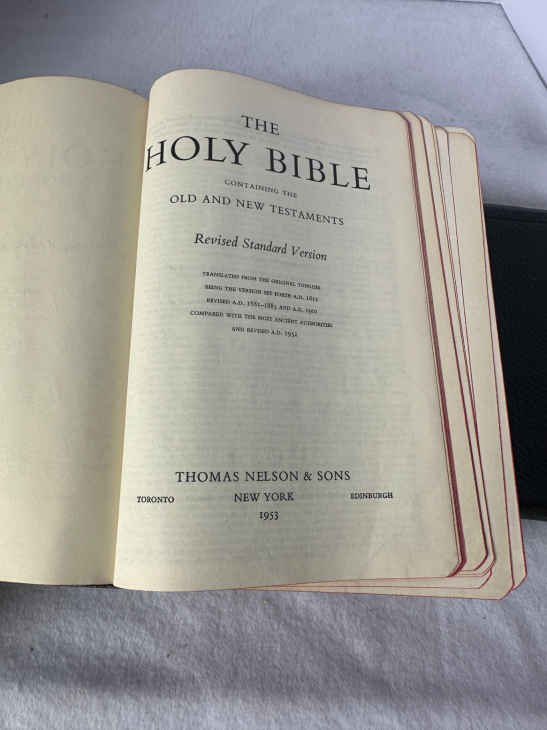 THE
HOLY BIBLE
CONTAINING THE
OLD AND NEW TESTAMENTS
Revised Standard Version
TRANSLATED FROM THE ORIGINAL TONGUES
BEING THE VERSION SET FORTH A.D. 1611
REVISED A.D. 1881–1885 AND A.D. 1901
COMPARED WITH THE MOST ANCIENT AUTHORITIES
AND REVISED A.D. 1952
THOMAS NELSON & SONS
TORONTO NEW YORK EDINBURGH
1953